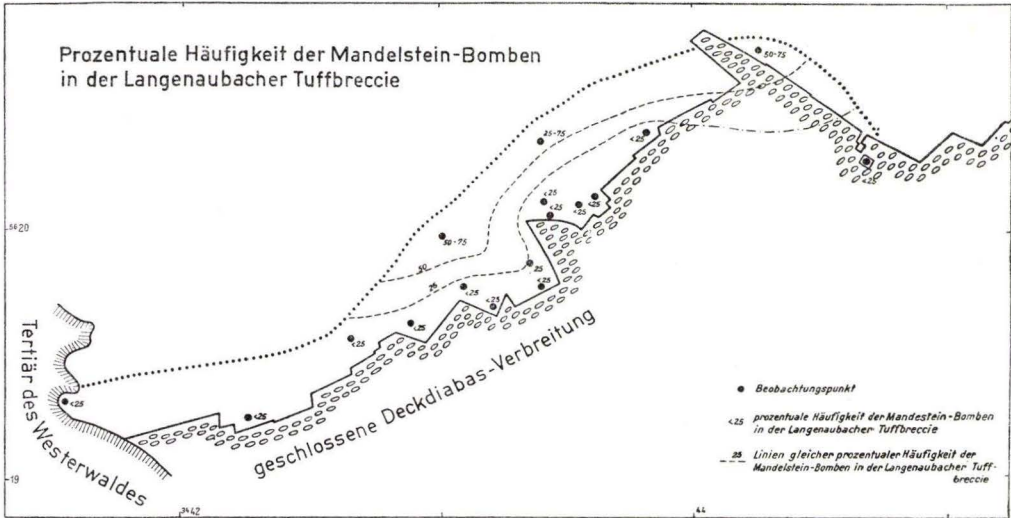 Prozentuale Häufigkeit der Mandelstein-Bomben
in der Langenaubacher Tuffbreccie
50-75
25-75
<25
<25
<25
<25
<25
<25
⁵⁶20
50-75
50
25
25
<25
<25
<25
<25
<25
<25
<25
Tertiär des Westerwaldes
geschlossene Deckdiabas-Verbreitung
Beobachtungspunkt
<25 prozentuale Häufigkeit der Mandestein-Bomben
in der Langenaubacher Tuffbreccie
25 Linien gleicher prozentualer Häufigkeit der
Mandelstein-Bomben in der Langenaubacher Tuff-
breccie
19
³⁴42
44